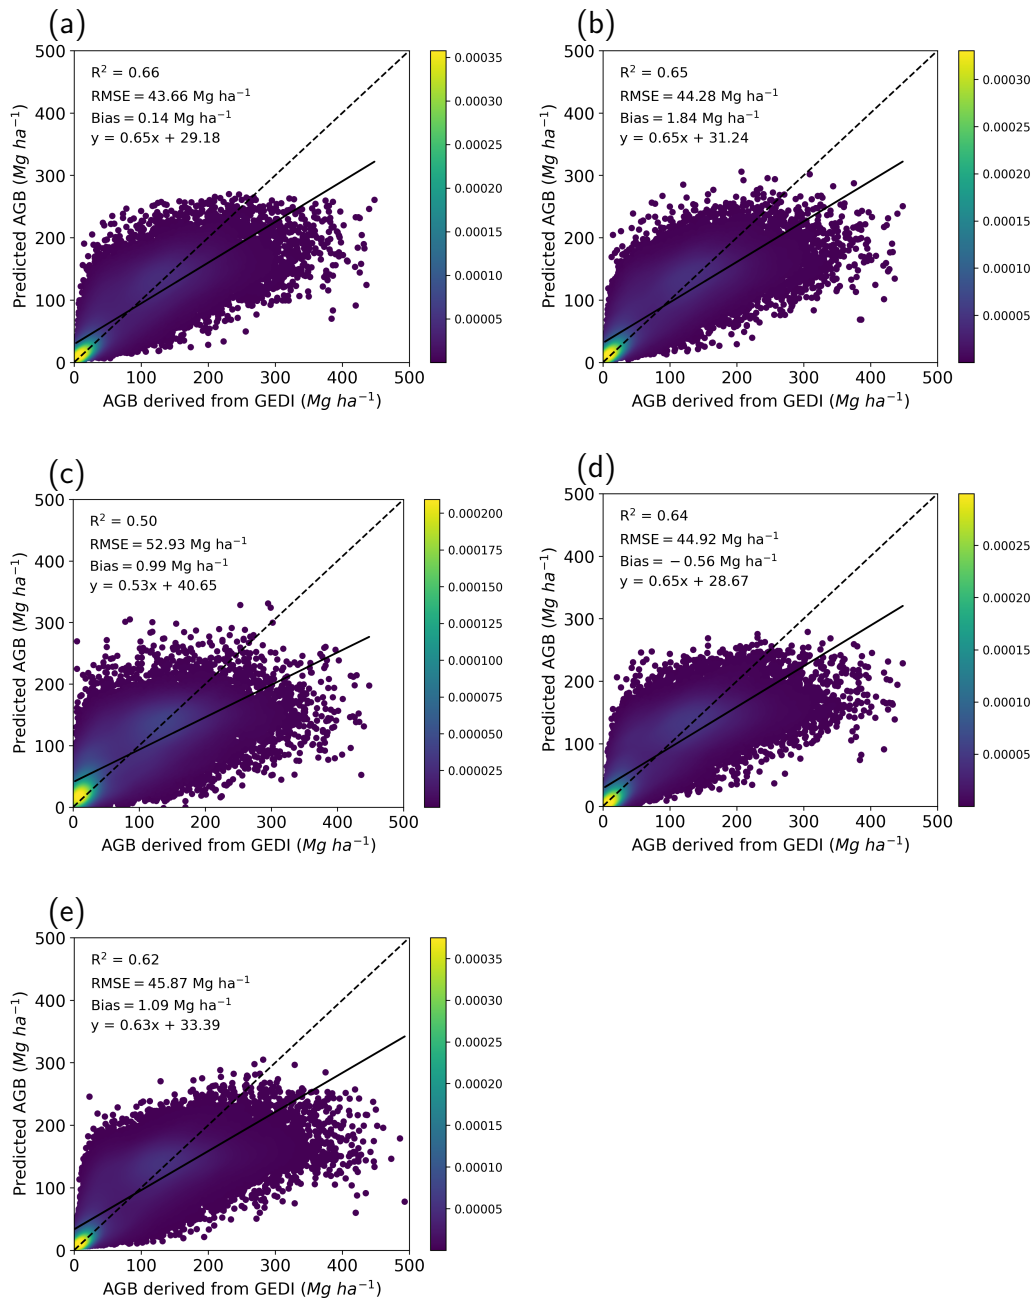 (a)
R² = 0.66
RMSE = 43.66 Mg ha⁻¹
Bias = 0.14 Mg ha⁻¹
y = 0.65x + 29.18
Predicted AGB (Mg ha⁻¹)
500
400
300
200
100
0
0 100 200 300 400 500
AGB derived from GEDI (Mg ha⁻¹)
0.00035
0.00030
0.00025
0.00020
0.00015
0.00010
0.00005
(b)
R² = 0.65
RMSE = 44.28 Mg ha⁻¹
Bias = 1.84 Mg ha⁻¹
y = 0.65x + 31.24
Predicted AGB (Mg ha⁻¹)
500
400
300
200
100
0
0 100 200 300 400 500
AGB derived from GEDI (Mg ha⁻¹)
0.00030
0.00025
0.00020
0.00015
0.00010
0.00005
(c)
R² = 0.50
RMSE = 52.93 Mg ha⁻¹
Bias = 0.99 Mg ha⁻¹
y = 0.53x + 40.65
Predicted AGB (Mg ha⁻¹)
500
400
300
200
100
0
0 100 200 300 400 500
AGB derived from GEDI (Mg ha⁻¹)
0.000200
0.000175
0.000150
0.000125
0.000100
0.000075
0.000050
0.000025
(d)
R² = 0.64
RMSE = 44.92 Mg ha⁻¹
Bias = −0.56 Mg ha⁻¹
y = 0.65x + 28.67
Predicted AGB (Mg ha⁻¹)
500
400
300
200
100
0
0 100 200 300 400 500
AGB derived from GEDI (Mg ha⁻¹)
0.00025
0.00020
0.00015
0.00010
0.00005
(e)
R² = 0.62
RMSE = 45.87 Mg ha⁻¹
Bias = 1.09 Mg ha⁻¹
y = 0.63x + 33.39
Predicted AGB (Mg ha⁻¹)
500
400
300
200
100
0
0 100 200 300 400 500
AGB derived from GEDI (Mg ha⁻¹)
0.00035
0.00030
0.00025
0.00020
0.00015
0.00010
0.00005